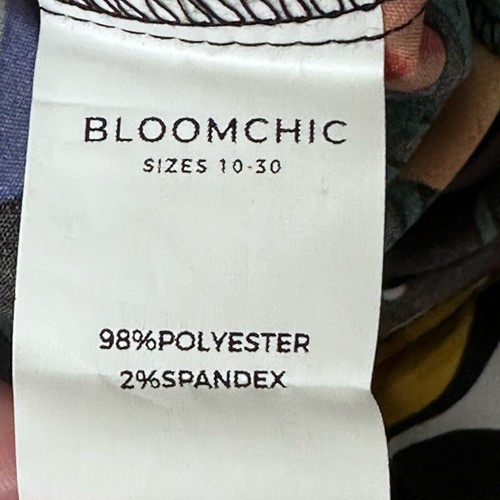 BLOOMCHIC
SIZES 10-30
98%POLYESTER
2%SPANDEX